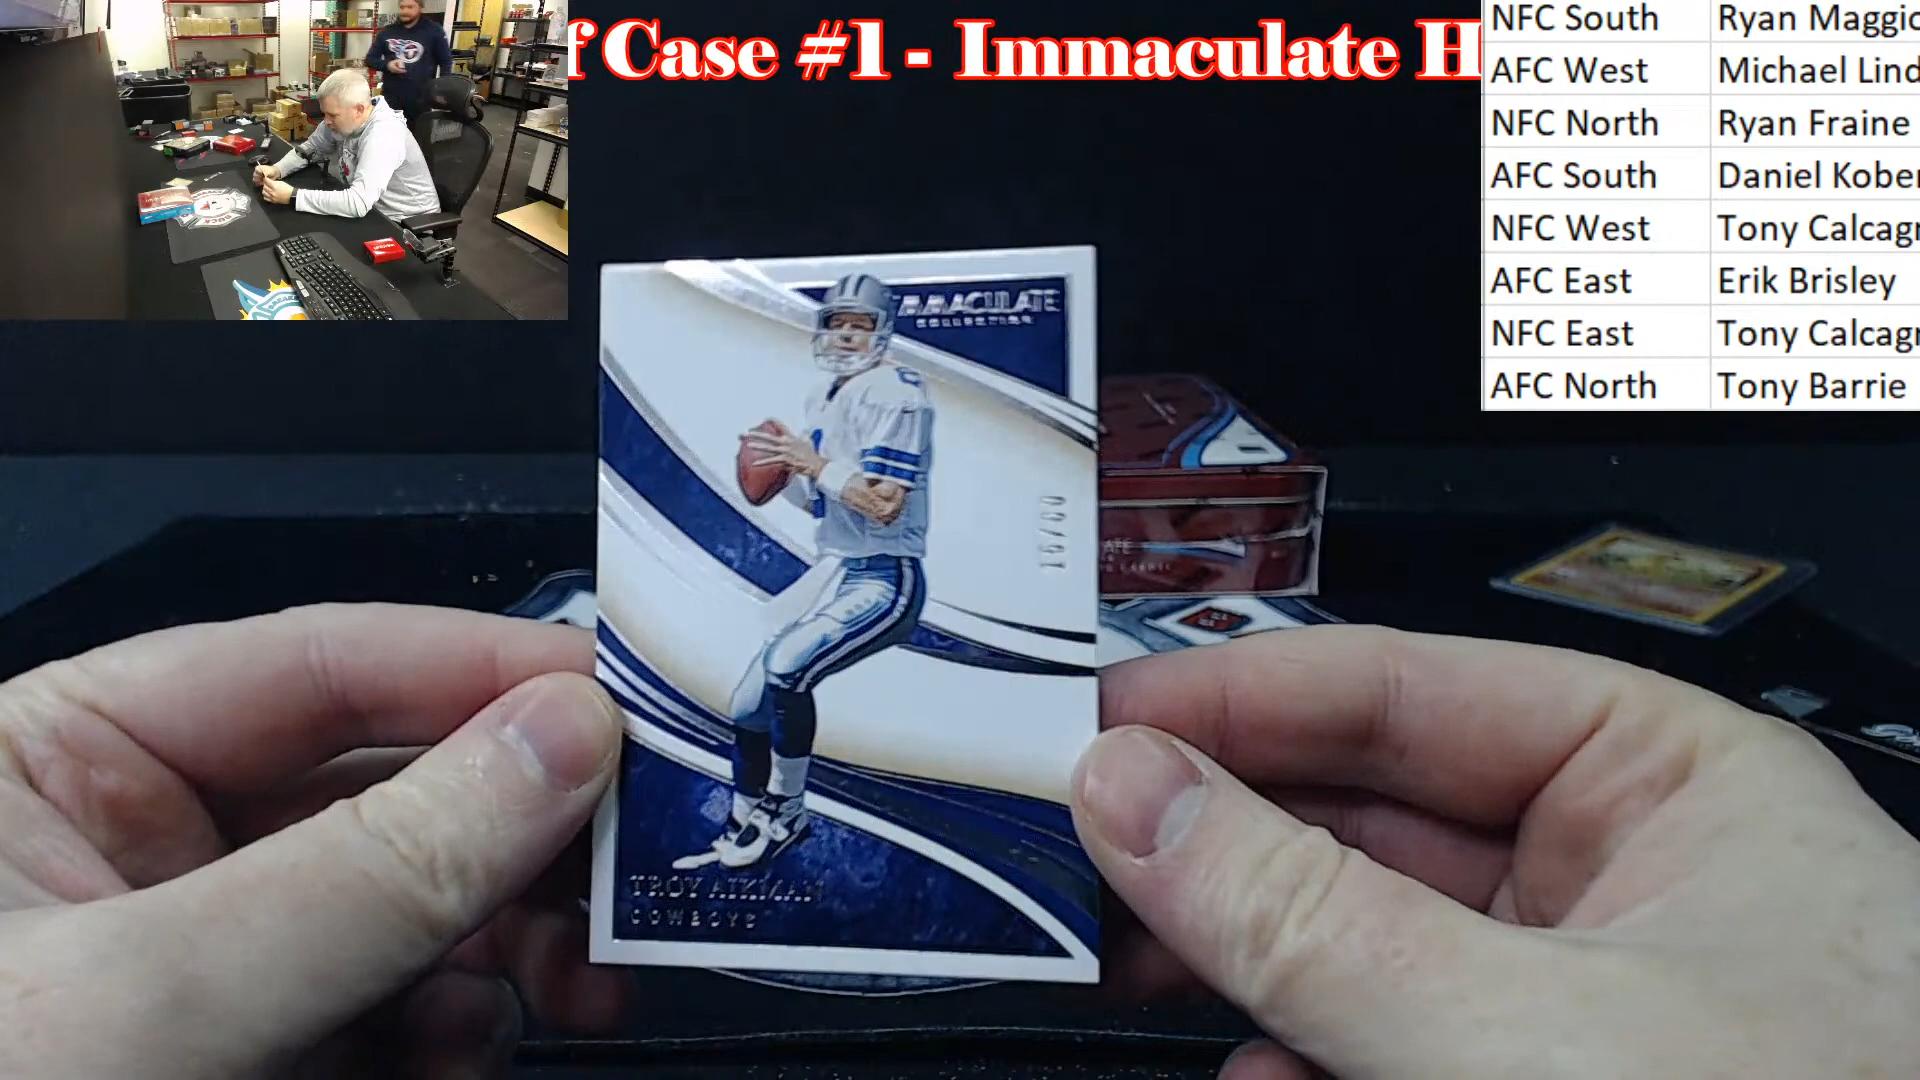 f Case #1 - Immaculate H
NFC South Ryan Maggio
AFC West Michael Lind
NFC North Ryan Fraine
AFC South Daniel Kober
NFC West Tony Calcagn
AFC East Erik Brisley
NFC East Tony Calcagn
AFC North Tony Barrie
IMMACULATE
COLLECTION
TROY AIKMAN
COWBOYS